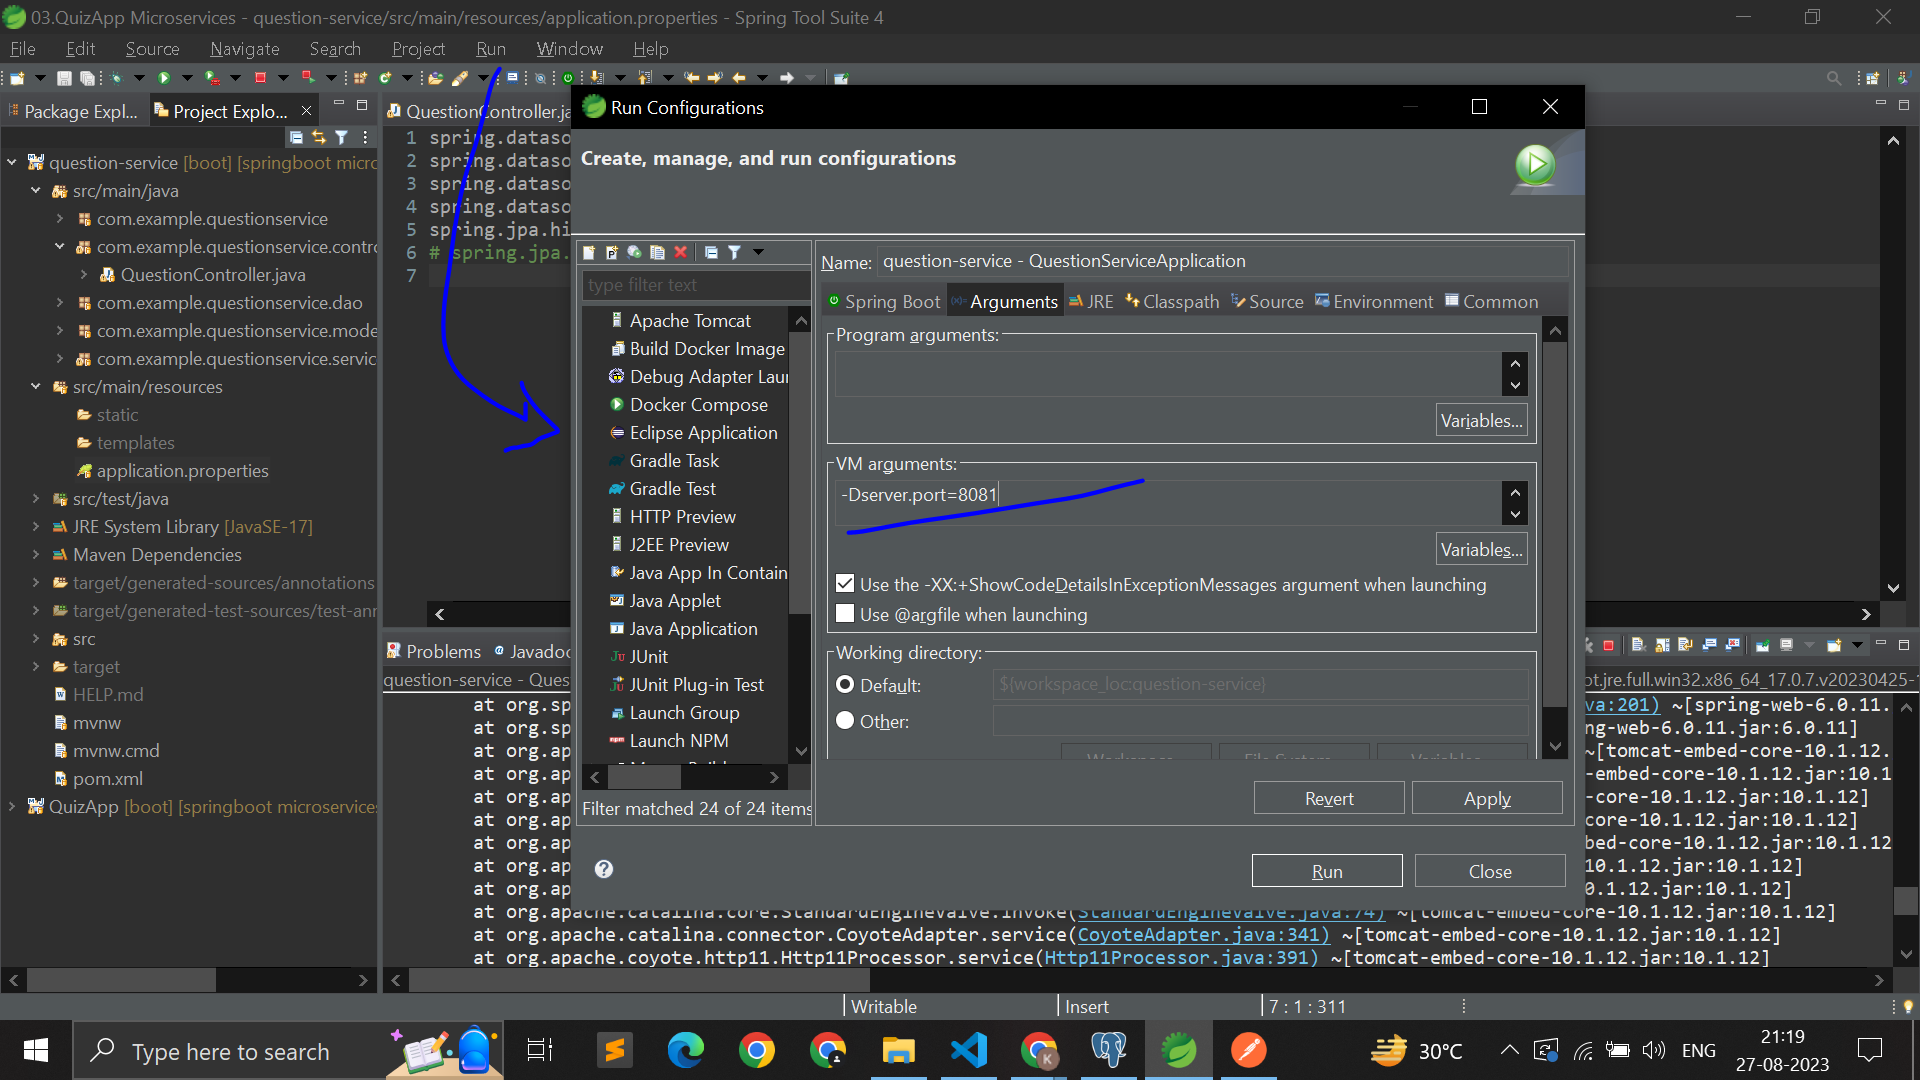 03.QuizApp Microservices - question-service/src/main/resources/application.properties - Spring Tool Suite 4
File Edit Source Navigate Search Project Run Window Help
Package Expl...
Project Explo...
question-service [boot] [springboot micro
src/main/java
com.example.questionservice
com.example.questionservice.contro
QuestionController.java
com.example.questionservice.dao
com.example.questionservice.mode
com.example.questionservice.servic
src/main/resources
static
templates
application.properties
src/test/java
JRE System Library [JavaSE-17]
Maven Dependencies
target/generated-sources/annotations
target/generated-test-sources/test-anr
src
target
HELP.md
mvnw
mvnw.cmd
pom.xml
QuizApp [boot] [springboot microservice
QuestionController.ja
1 spring.dataso
2 spring.dataso
3 spring.dataso
4 spring.dataso
5 spring.jpa.hi
6 # spring.jpa.
7
Run Configurations
Create, manage, and run configurations
type filter text
Apache Tomcat
Build Docker Image
Debug Adapter Laur
Docker Compose
Eclipse Application
Gradle Task
Gradle Test
HTTP Preview
J2EE Preview
Java App In Contain
Java Applet
Java Application
JUnit
JUnit Plug-in Test
Launch Group
Launch NPM
Filter matched 24 of 24 items
Name: question-service - QuestionServiceApplication
Spring Boot Arguments JRE Classpath Source Environment Common
Program arguments:
Variables...
VM arguments:
-Dserver.port=8081
Variables...
Use the -XX:+ShowCodeDetailsInExceptionMessages argument when launching
Use @argfile when launching
Working directory:
Default: ${workspace_loc:question-service}
Other:
Revert Apply
Run Close
Problems Javadoc
question-service - Ques
ot.jre.full.win32.x86_64_17.0.7.v20230425-1
at org.sp
va:201) ~[spring-web-6.0.11.
at org.sp
ng-web-6.0.11.jar:6.0.11]
at org.ap
~[tomcat-embed-core-10.1.12.
at org.ap
-embed-core-10.1.12.jar:10.1
at org.ap
-core-10.1.12.jar:10.1.12]
at org.ap
ore-10.1.12.jar:10.1.12]
at org.ap
bed-core-10.1.12.jar:10.1.12
at org.ap
10.1.12.jar:10.1.12]
at org.ap
0.1.12.jar:10.1.12]
at org.apache.catalina.core.StandardEngineValve.invoke(StandardEngineValve.java:74) ~[tomcat-embed-core-10.1.12.jar:10.1.12]
at org.apache.catalina.connector.CoyoteAdapter.service(CoyoteAdapter.java:341) ~[tomcat-embed-core-10.1.12.jar:10.1.12]
at org.apache.coyote.http11.Http11Processor.service(Http11Processor.java:391) ~[tomcat-embed-core-10.1.12.jar:10.1.12]
Writable Insert 7 : 1 : 311
Type here to search
30°C
ENG
21:19
27-08-2023